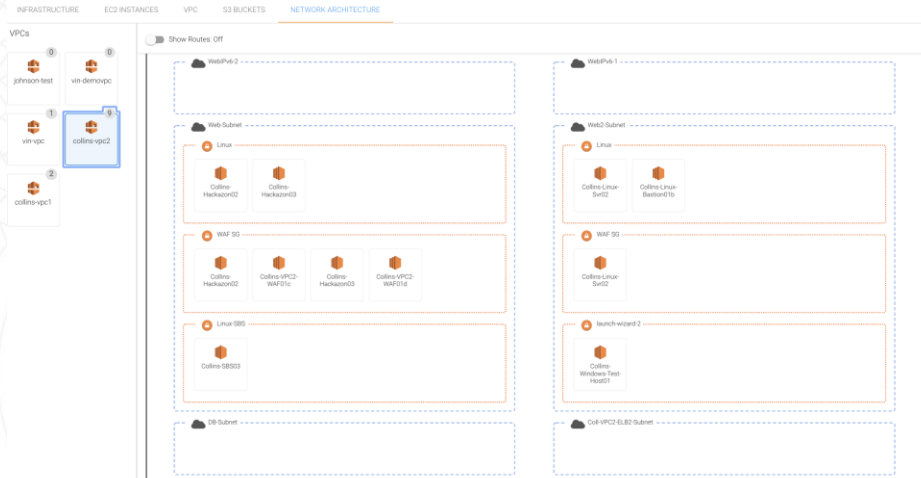 INFRASTRUCTURE EC2 INSTANCES VPC S3 BUCKETS NETWORK ARCHITECTURE
VPCs
Show Routes: Off
0
johnson-test
0
vin-demovpc
1
vin-vpc
9
collins-vpc2
2
collins-vpc1
WebIPv6-2
WebIPv6-1
Web-Subnet
Linux
Collins-
Hackazon02
Collins-
Hackazon03
WAF SG
Collins-
Hackazon02
Collins-VPC2-
WAF01c
Collins-
Hackazon03
Collins-VPC2-
WAF01d
Linux-SBS
Collins-SBS03
Web2-Subnet
Linux
Collins-Linux-
Svr02
Collins-Linux-
Bastion01b
WAF SG
Collins-Linux-
Svr02
launch-wizard-2
Collins-
Windows-Test-
Host01
DB-Subnet
Coll-VPC2-ELB2-Subnet